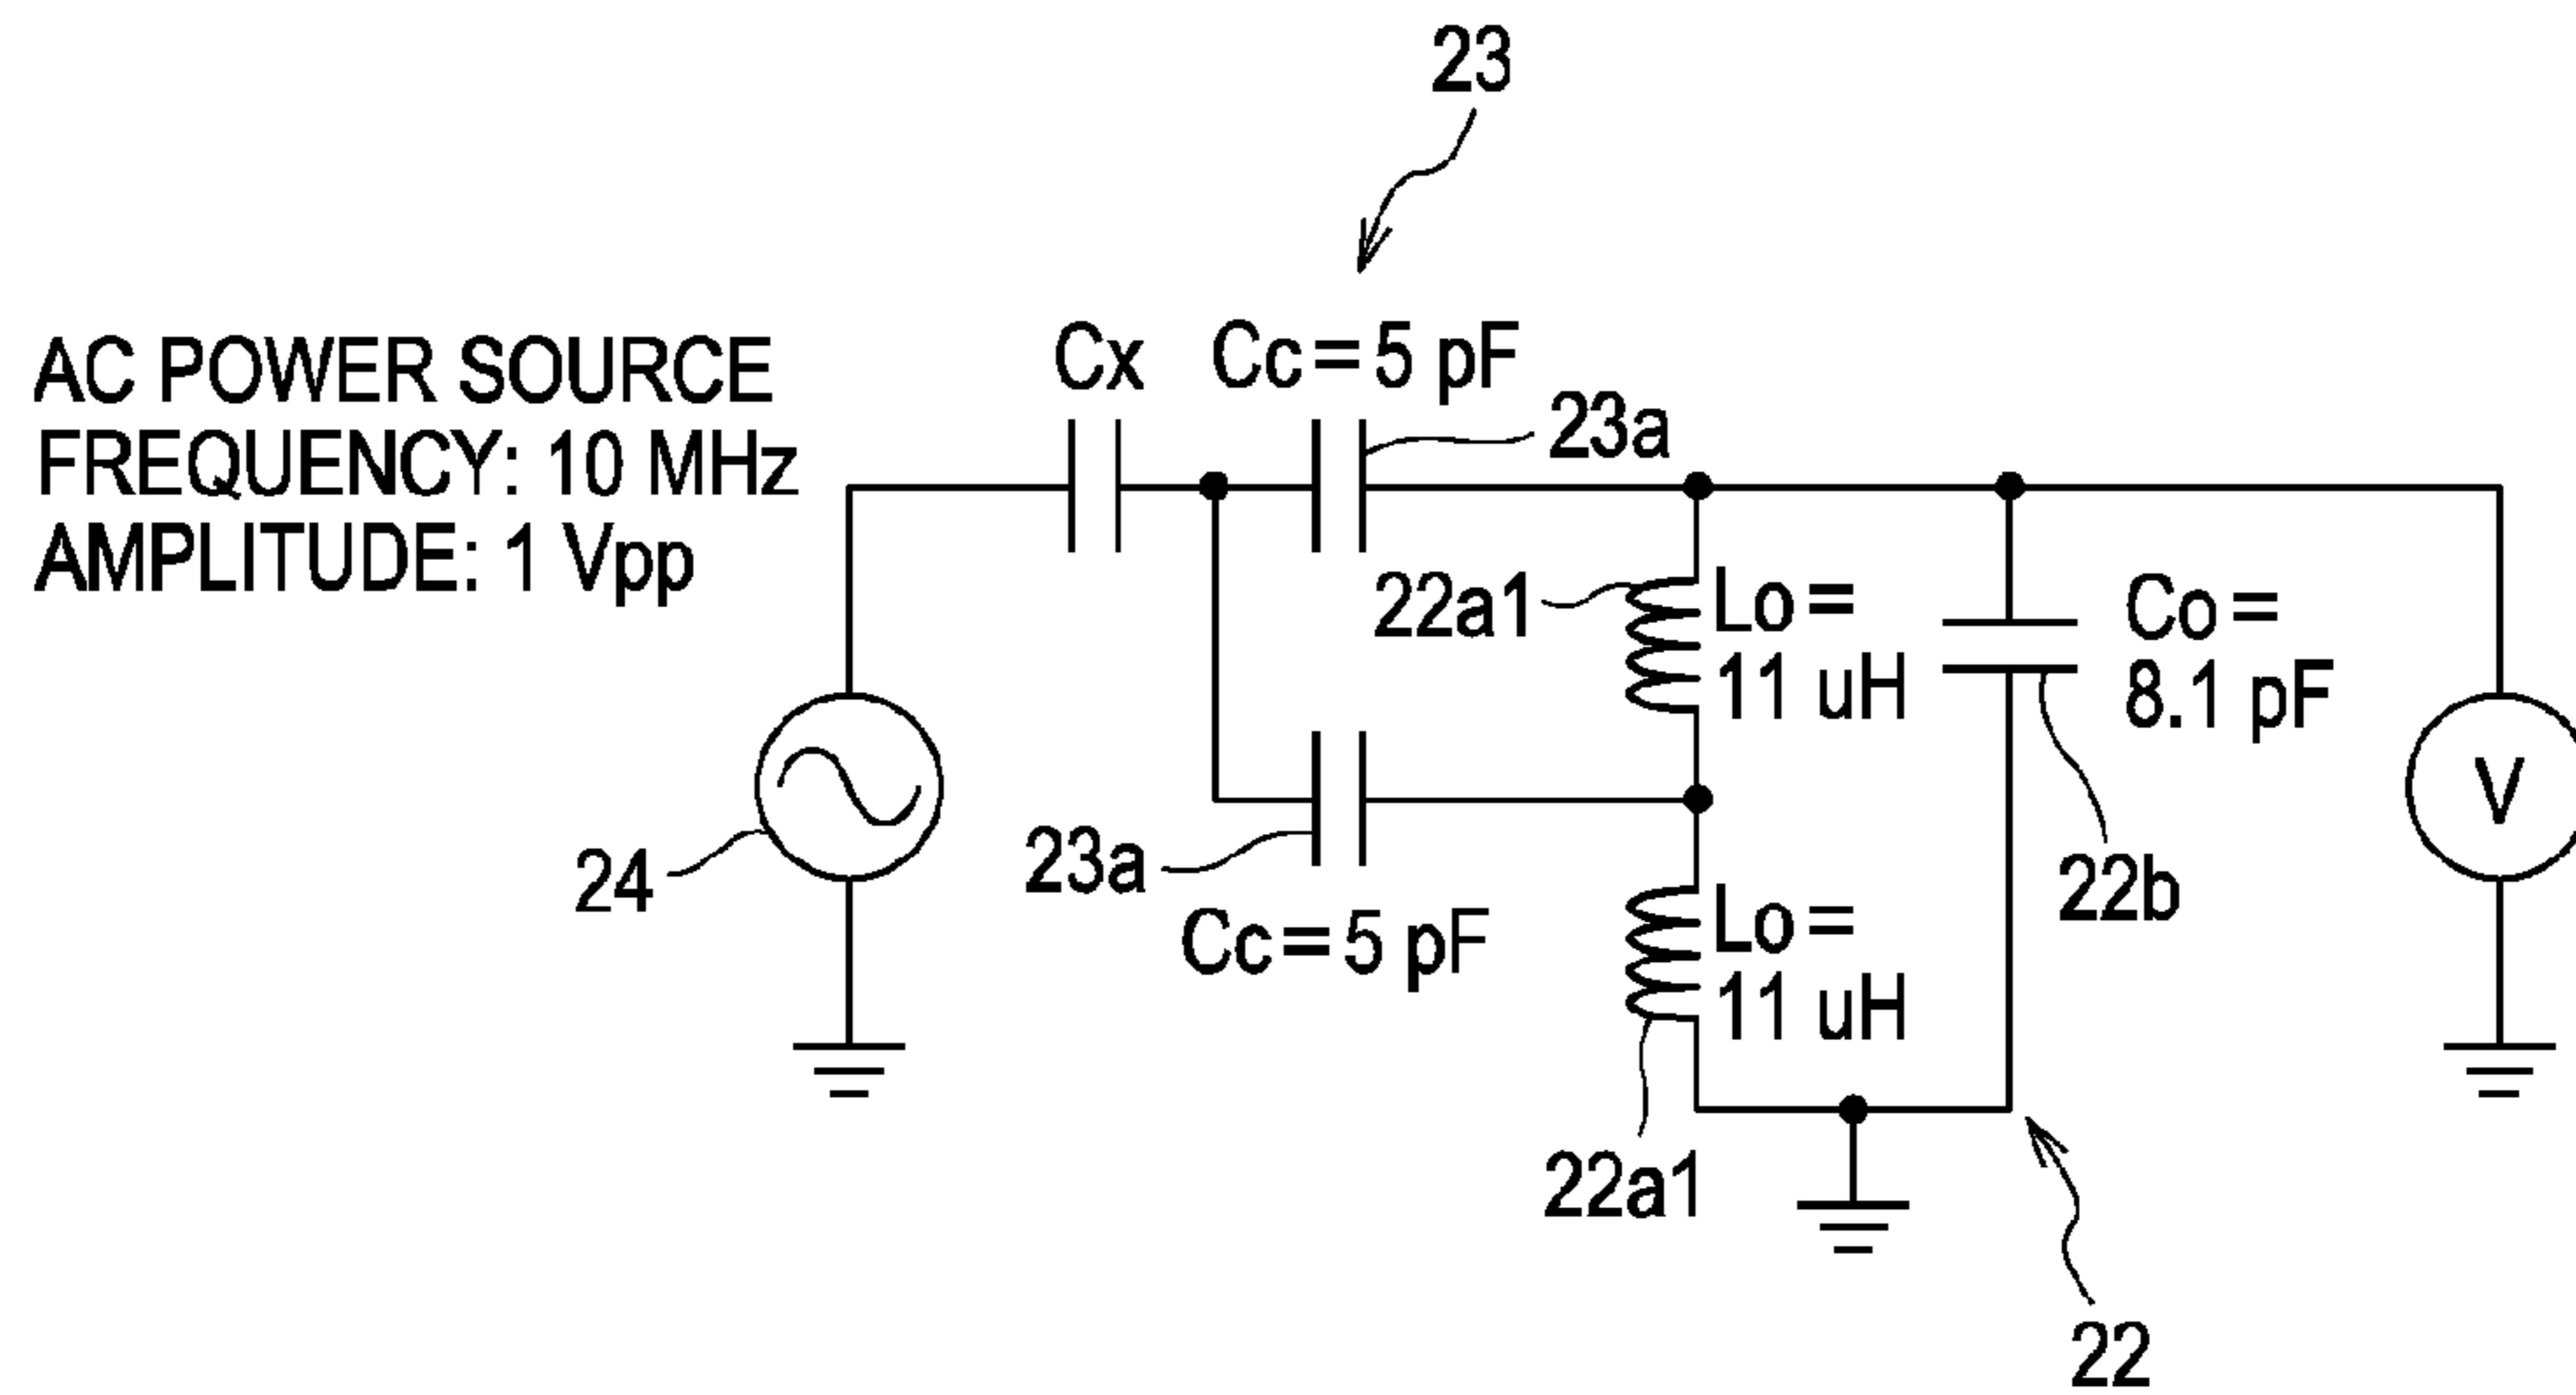 23
AC POWER SOURCE
FREQUENCY: 10 MHz
AMPLITUDE: 1 Vpp
Cx
Cc = 5 pF
23a
22a1
Lo =
11 uH
Co =
8.1 pF
V
24
23a
Cc = 5 pF
Lo =
11 uH
22b
22a1
22